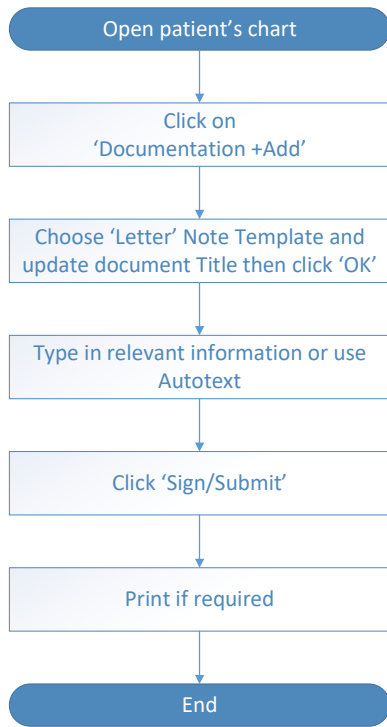 Open patient’s chart
Click on
‘Documentation +Add’
Choose ‘Letter’ Note Template and
update document Title then click ‘OK’
Type in relevant information or use
Autotext
Click ‘Sign/Submit’
Print if required
End